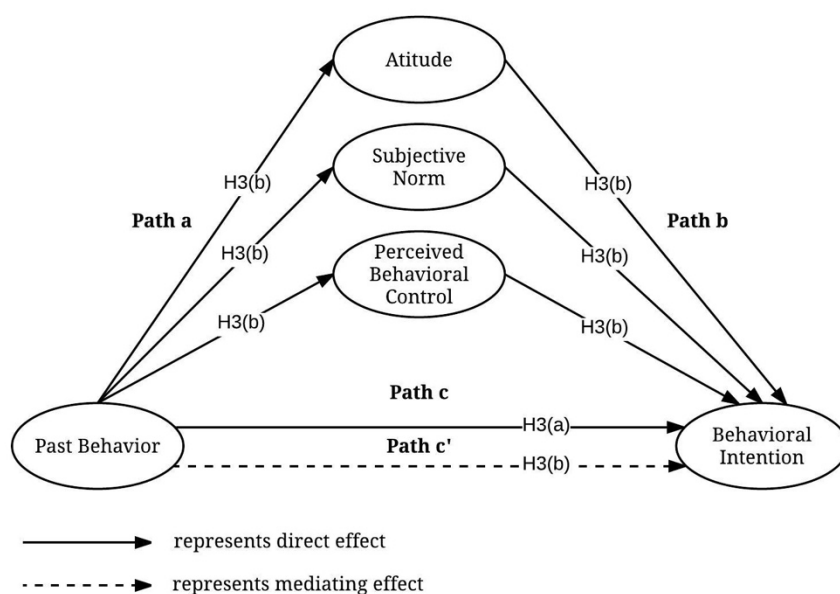 Atitude
Subjective
Norm
H3(b)
H3(b)
Path a
Path b
H3(b)
H3(b)
Perceived
Behavioral
Control
H3(b)
H3(b)
Path c
Past Behavior
H3(a)
Path c'
H3(b)
Behavioral
Intention
represents direct effect
represents mediating effect